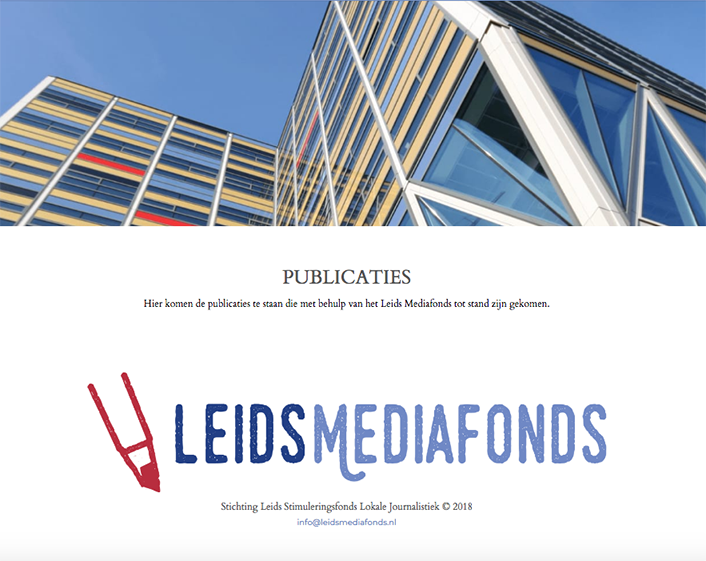 PUBLICATIES
Hier komen de publicaties te staan die met behulp van het Leids Mediafonds tot stand zijn gekomen.
LEIDSMEDIAFONDS
Stichting Leids Stimuleringsfonds Lokale Journalistiek © 2018
info@leidsmediafonds.nl